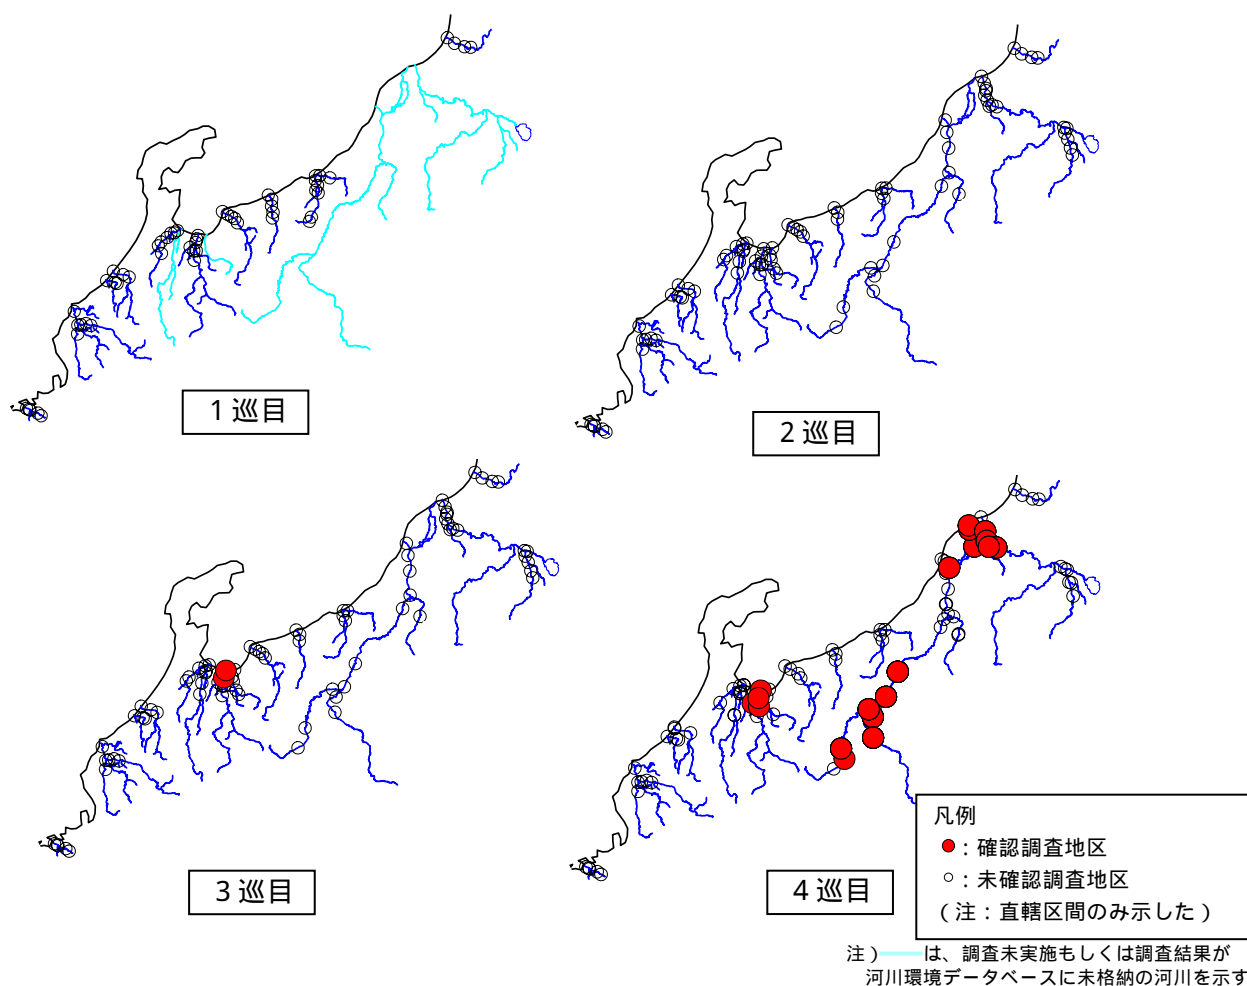 1巡目
2巡目
3巡目
4巡目
凡例
：確認調査地区
：未確認調査地区
（注：直轄区間のみ示した）
注） は、調査未実施もしくは調査結果が
河川環境データベースに未格納の河川を示す